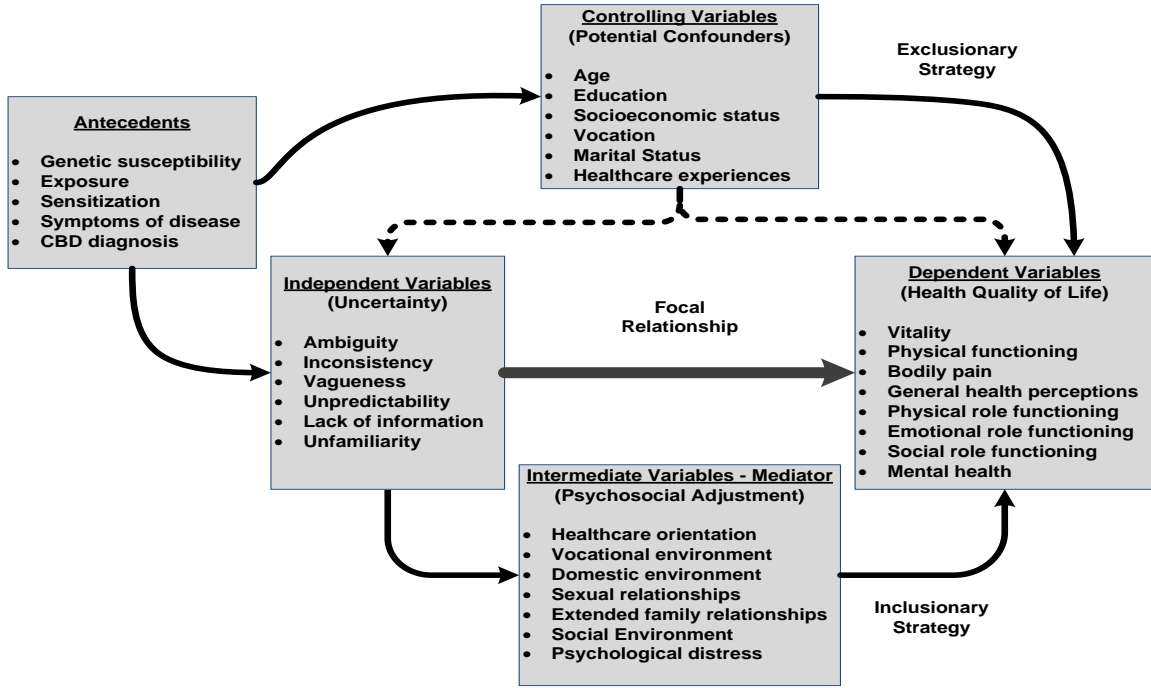 Controlling Variables
(Potential Confounders)
• Age
• Education
• Socioeconomic status
• Vocation
• Marital Status
• Healthcare experiences
Exclusionary
Strategy
Antecedents
• Genetic susceptibility
• Exposure
• Sensitization
• Symptoms of disease
• CBD diagnosis
Independent Variables
(Uncertainty)
• Ambiguity
• Inconsistency
• Vagueness
• Unpredictability
• Lack of information
• Unfamiliarity
Focal
Relationship
Dependent Variables
(Health Quality of Life)
• Vitality
• Physical functioning
• Bodily pain
• General health perceptions
• Physical role functioning
• Emotional role functioning
• Social role functioning
• Mental health
Intermediate Variables - Mediator
(Psychosocial Adjustment)
• Healthcare orientation
• Vocational environment
• Domestic environment
• Sexual relationships
• Extended family relationships
• Social Environment
• Psychological distress
Inclusionary
Strategy